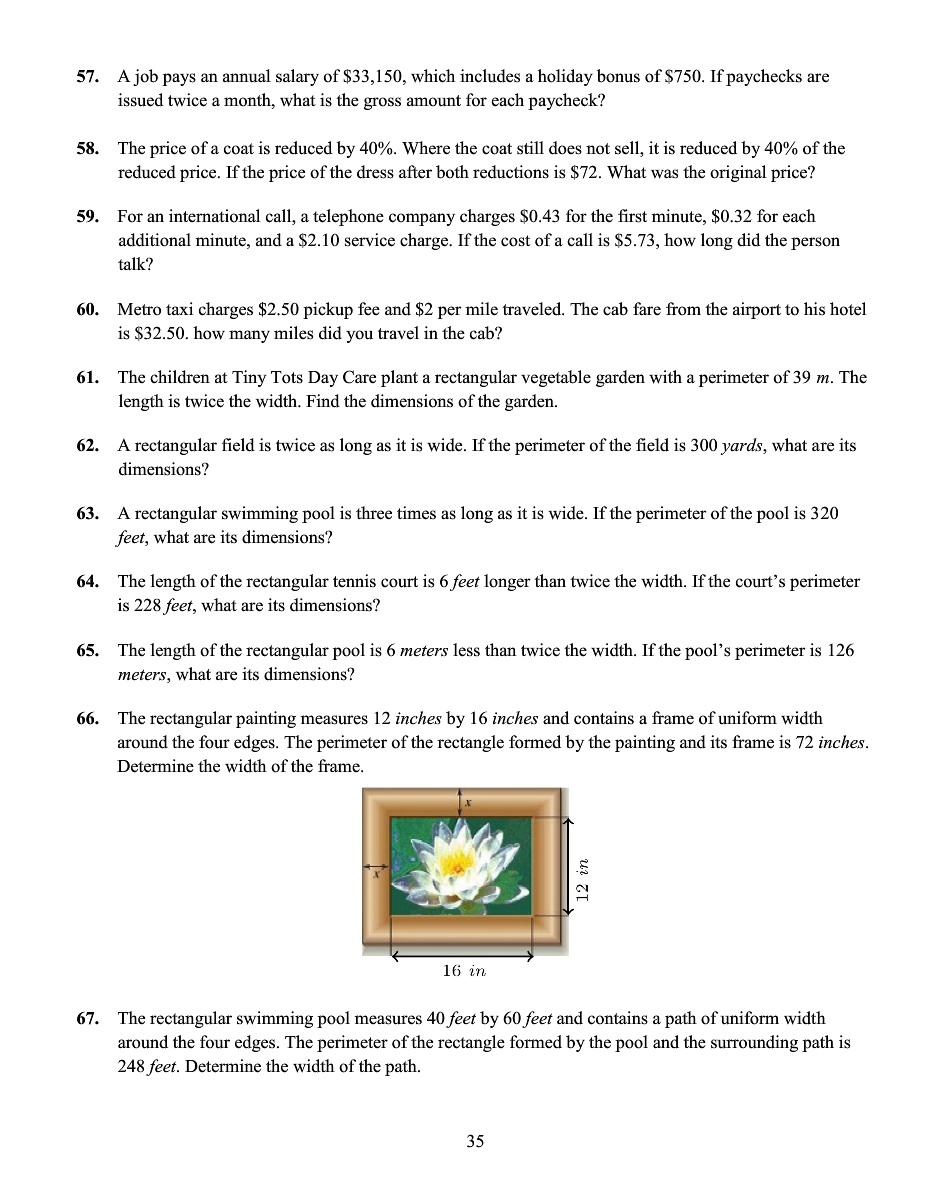 57. A job pays an annual salary of $33,150, which includes a holiday bonus of $750. If paychecks are
issued twice a month, what is the gross amount for each paycheck?
58. The price of a coat is reduced by 40%. Where the coat still does not sell, it is reduced by 40% of the
reduced price. If the price of the dress after both reductions is $72. What was the original price?
59. For an international call, a telephone company charges $0.43 for the first minute, $0.32 for each
additional minute, and a $2.10 service charge. If the cost of a call is $5.73, how long did the person
talk?
60. Metro taxi charges $2.50 pickup fee and $2 per mile traveled. The cab fare from the airport to his hotel
is $32.50. how many miles did you travel in the cab?
61. The children at Tiny Tots Day Care plant a rectangular vegetable garden with a perimeter of 39 m. The
length is twice the width. Find the dimensions of the garden.
62. A rectangular field is twice as long as it is wide. If the perimeter of the field is 300 yards, what are its
dimensions?
63. A rectangular swimming pool is three times as long as it is wide. If the perimeter of the pool is 320
feet, what are its dimensions?
64. The length of the rectangular tennis court is 6 feet longer than twice the width. If the court’s perimeter
is 228 feet, what are its dimensions?
65. The length of the rectangular pool is 6 meters less than twice the width. If the pool’s perimeter is 126
meters, what are its dimensions?
66. The rectangular painting measures 12 inches by 16 inches and contains a frame of uniform width
around the four edges. The perimeter of the rectangle formed by the painting and its frame is 72 inches.
Determine the width of the frame.
x
x
12 in
16 in
67. The rectangular swimming pool measures 40 feet by 60 feet and contains a path of uniform width
around the four edges. The perimeter of the rectangle formed by the pool and the surrounding path is
248 feet. Determine the width of the path.
35